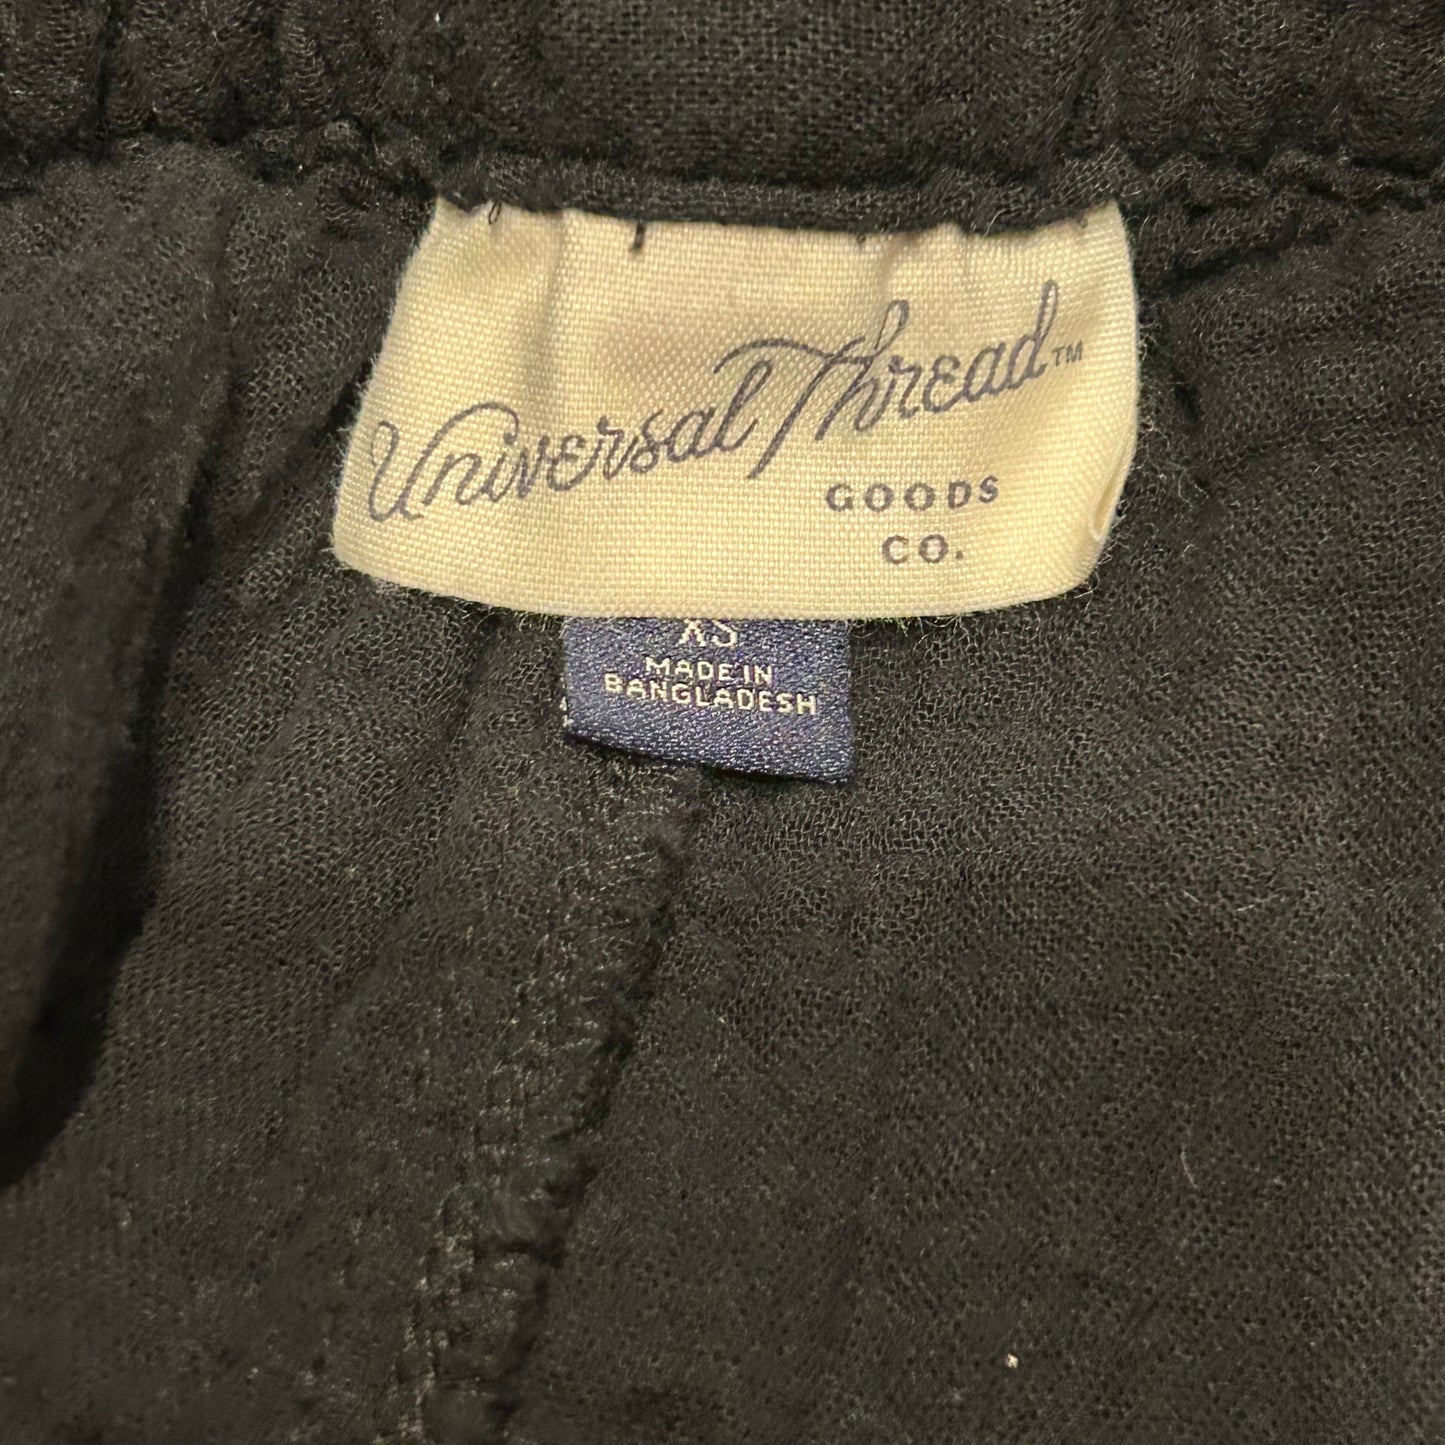 Universal Thread™
GOODS
CO.
XS
MADE IN
BANGLADESH